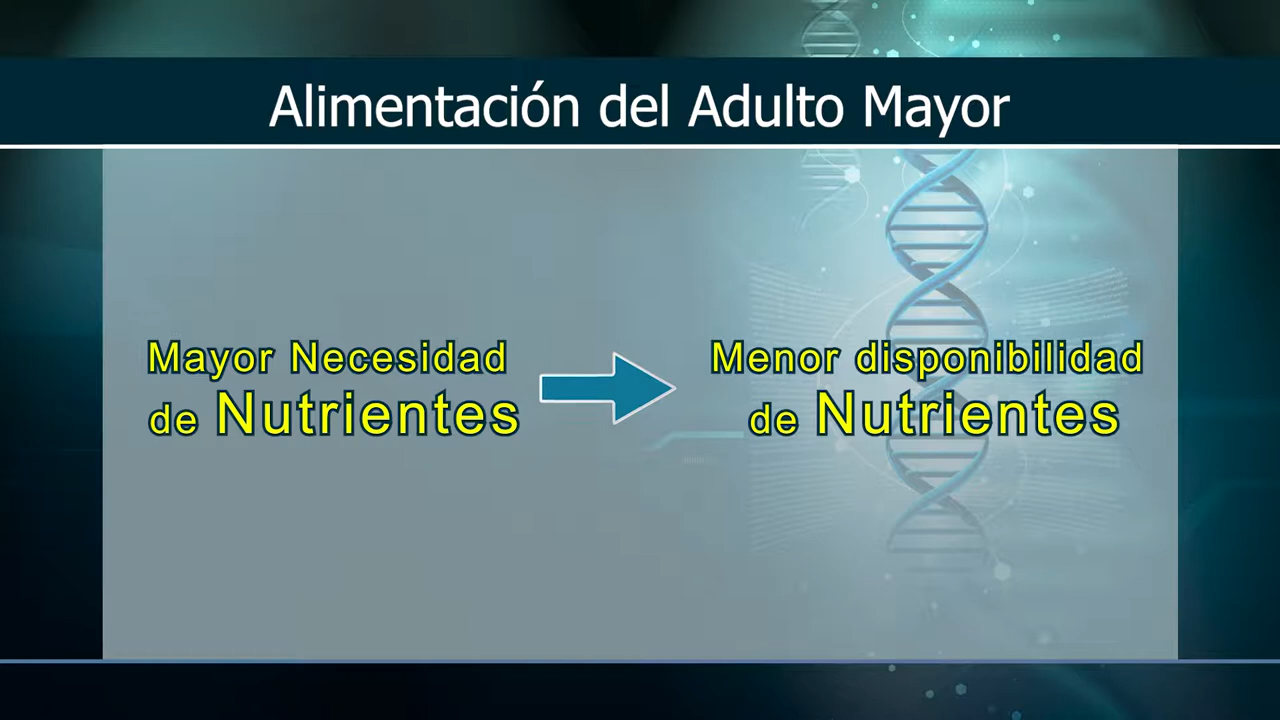 Alimentación del Adulto Mayor
Mayor Necesidad
de Nutrientes
Menor disponibilidad
de Nutrientes